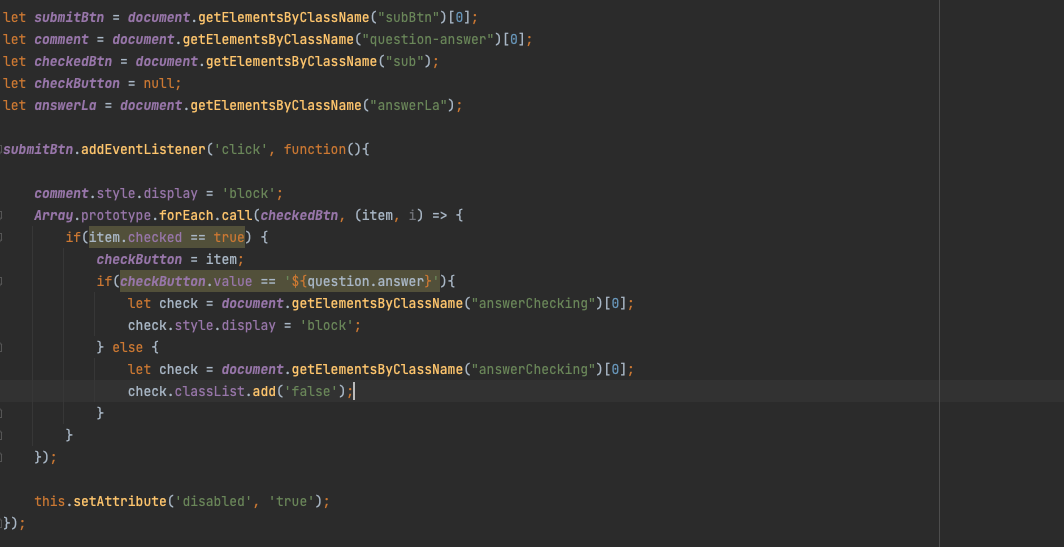 let submitBtn = document.getElementsByClassName("subBtn")[0];
let comment = document.getElementsByClassName("question-answer")[0];
let checkedBtn = document.getElementsByClassName("sub");
let checkButton = null;
let answerLa = document.getElementsByClassName("answerLa");
submitBtn.addEventListener('click', function(){
comment.style.display = 'block';
Array.prototype.forEach.call(checkedBtn, (item, i) => {
if(item.checked == true) {
checkButton = item;
if(checkButton.value == '${question.answer}'){
let check = document.getElementsByClassName("answerChecking")[0];
check.style.display = 'block';
} else {
let check = document.getElementsByClassName("answerChecking")[0];
check.classList.add('false');
}
}
});
this.setAttribute('disabled', 'true');
});